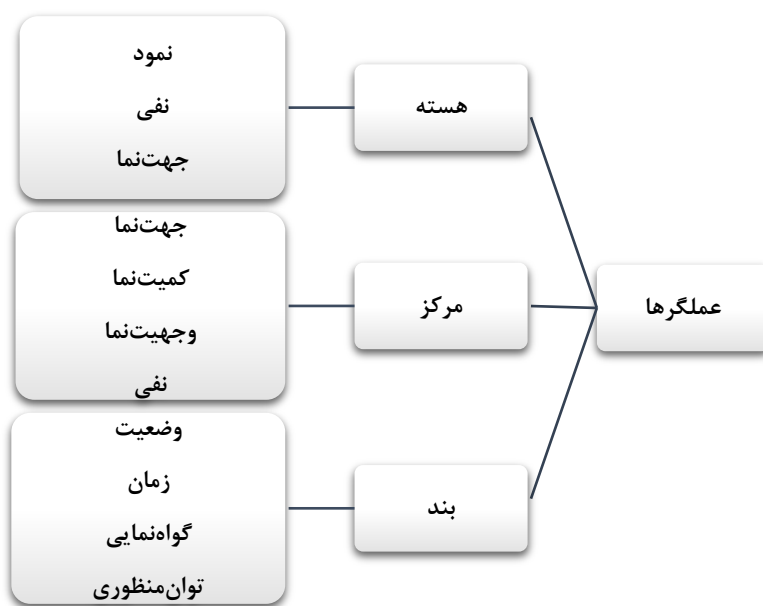 عملگرها
هسته
نمود
نفی
جهت‌نما
مرکز
جهت‌نما
کمیت‌نما
وجهیت‌نما
نفی
بند
وضعیت
زمان
گواه‌نمایی
توان‌منظوری